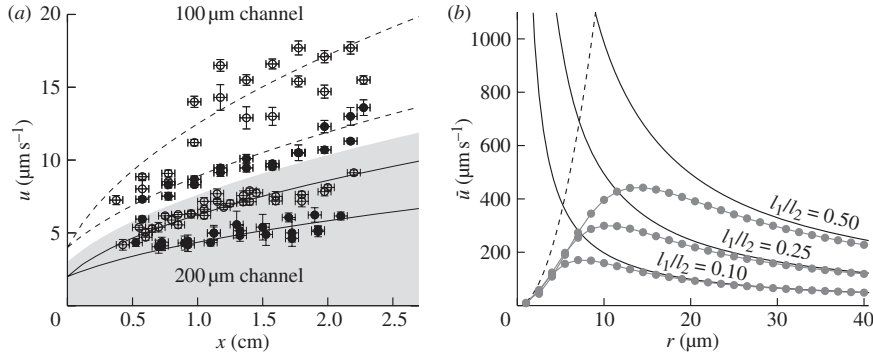 (a)
100 μm channel
20
15
10
5
0
u (μm s⁻¹)
200 μm channel
0.5
1.0
1.5
2.0
2.5
x (cm)
(b)
1000
800
600
400
200
ū (μm s⁻¹)
l₁/l₂ = 0.50
l₁/l₂ = 0.25
l₁/l₂ = 0.10
0
10
20
30
40
r (μm)